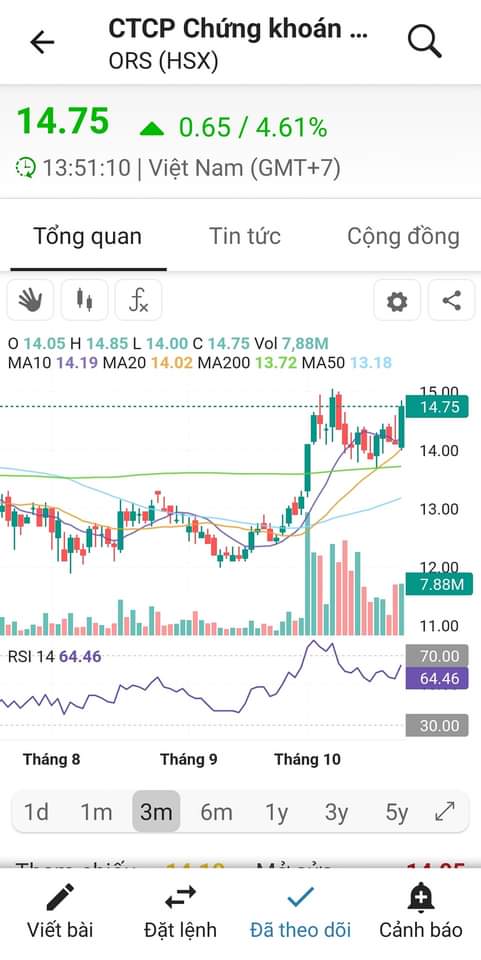 CTCP Chứng khoán ...
ORS (HSX)
14.75 0.65 / 4.61%
13:51:10 | Việt Nam (GMT+7)
Tổng quan Tin tức Cộng đồng
fx
O 14.05 H 14.85 L 14.00 C 14.75 Vol 7,88M
MA10 14.19 MA20 14.02 MA200 13.72 MA50 13.18
15.00
14.75
14.00
13.00
12.00
7.88M
11.00
RSI 14 64.46
70.00
64.46
30.00
Tháng 8 Tháng 9 Tháng 10
1d 1m 3m 6m 1y 3y 5y
Viết bài Đặt lệnh Đã theo dõi Cảnh báo